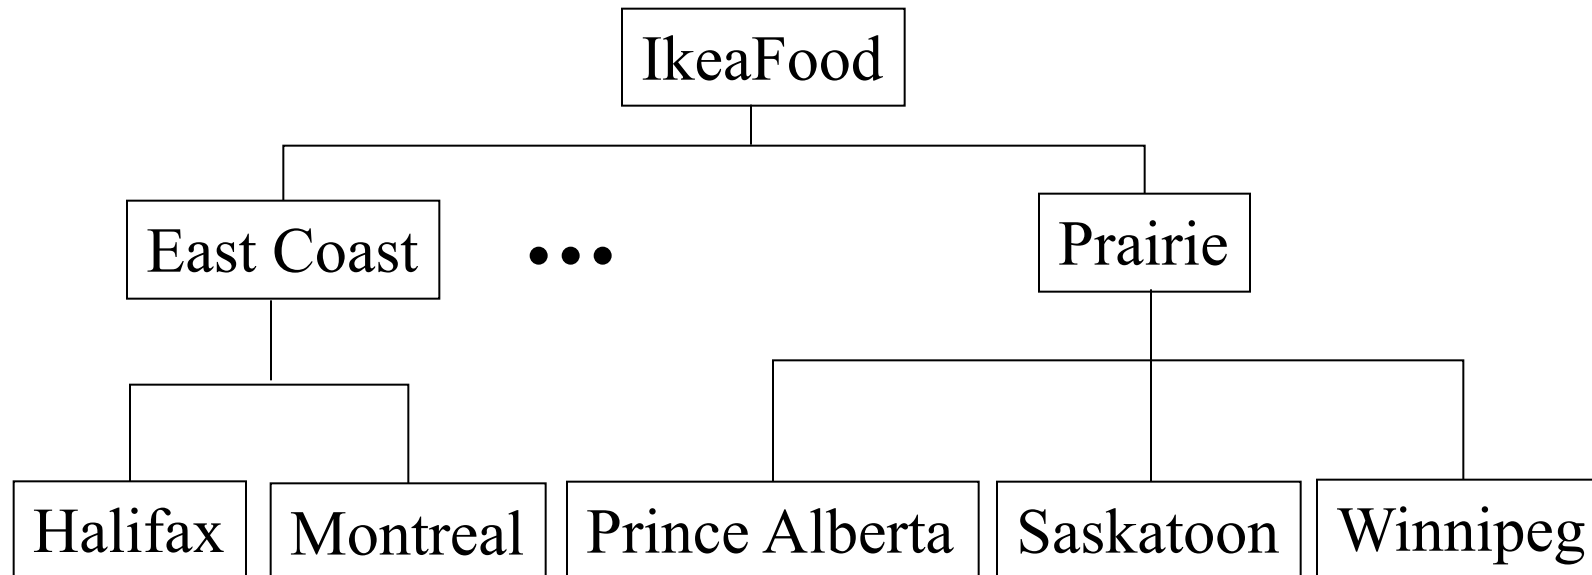 IkeaFood
East Coast
•••
Prairie
Halifax
Montreal
Prince Alberta
Saskatoon
Winnipeg